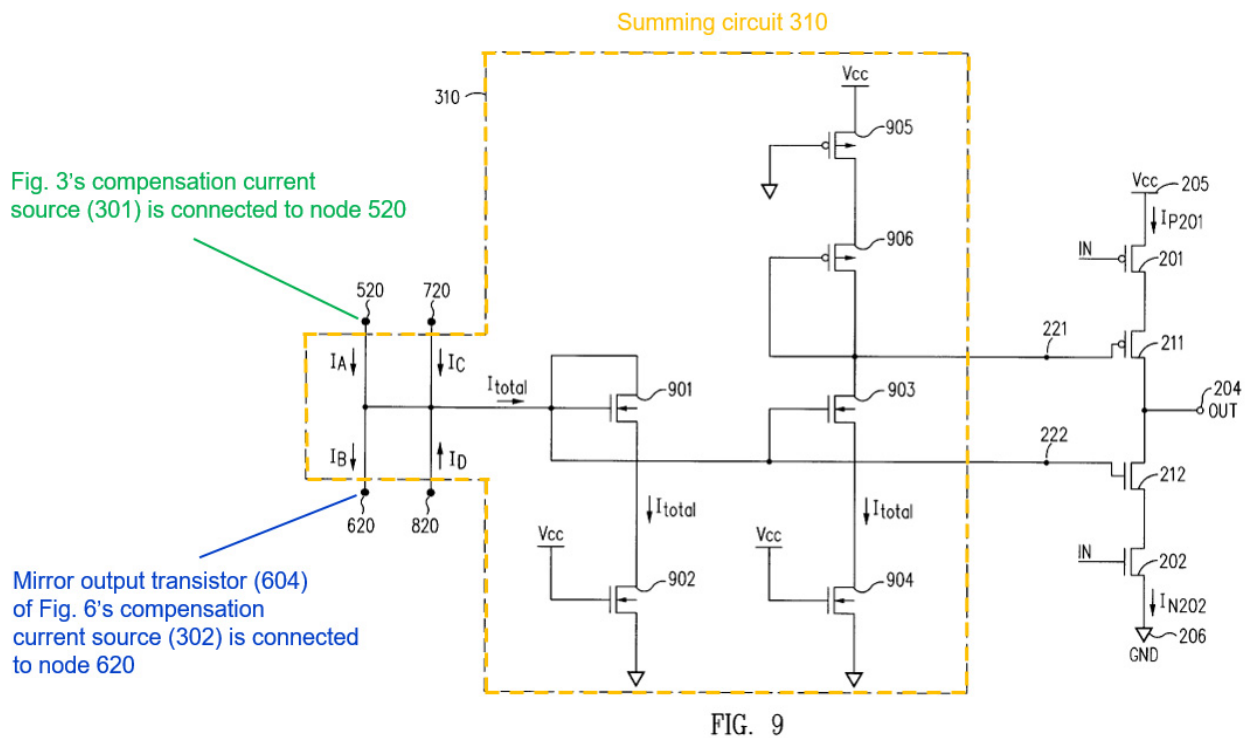 Summing circuit 310
310
Vcc
905
Fig. 3's compensation current
source (301) is connected to node 520
Vcc
205
IP201
906
IN
201
520
720
221
211
IA
IC
Itotal
901
903
204
OUT
IB
ID
222
212
620
820
Itotal
Itotal
Vcc
Vcc
IN
202
902
904
Mirror output transistor (604)
of Fig. 6's compensation
current source (302) is connected
to node 620
IN202
206
GND
FIG. 9